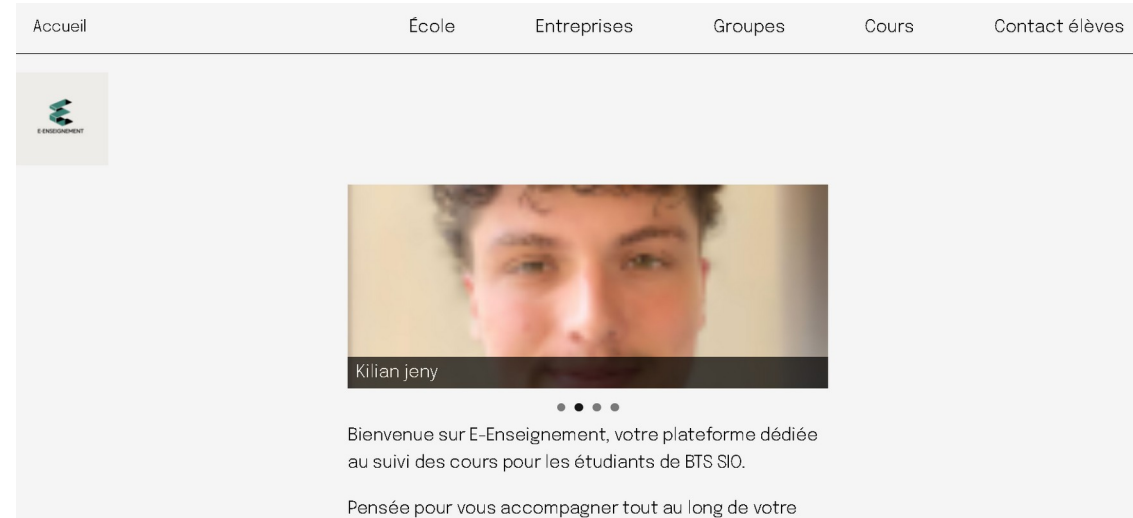 Accueil
École
Entreprises
Groupes
Cours
Contact élèves
E-ENSEIGNEMENT
Kilian jeny
Bienvenue sur E-Enseignement, votre plateforme dédiée
au suivi des cours pour les étudiants de BTS SIO.
Pensée pour vous accompagner tout au long de votre